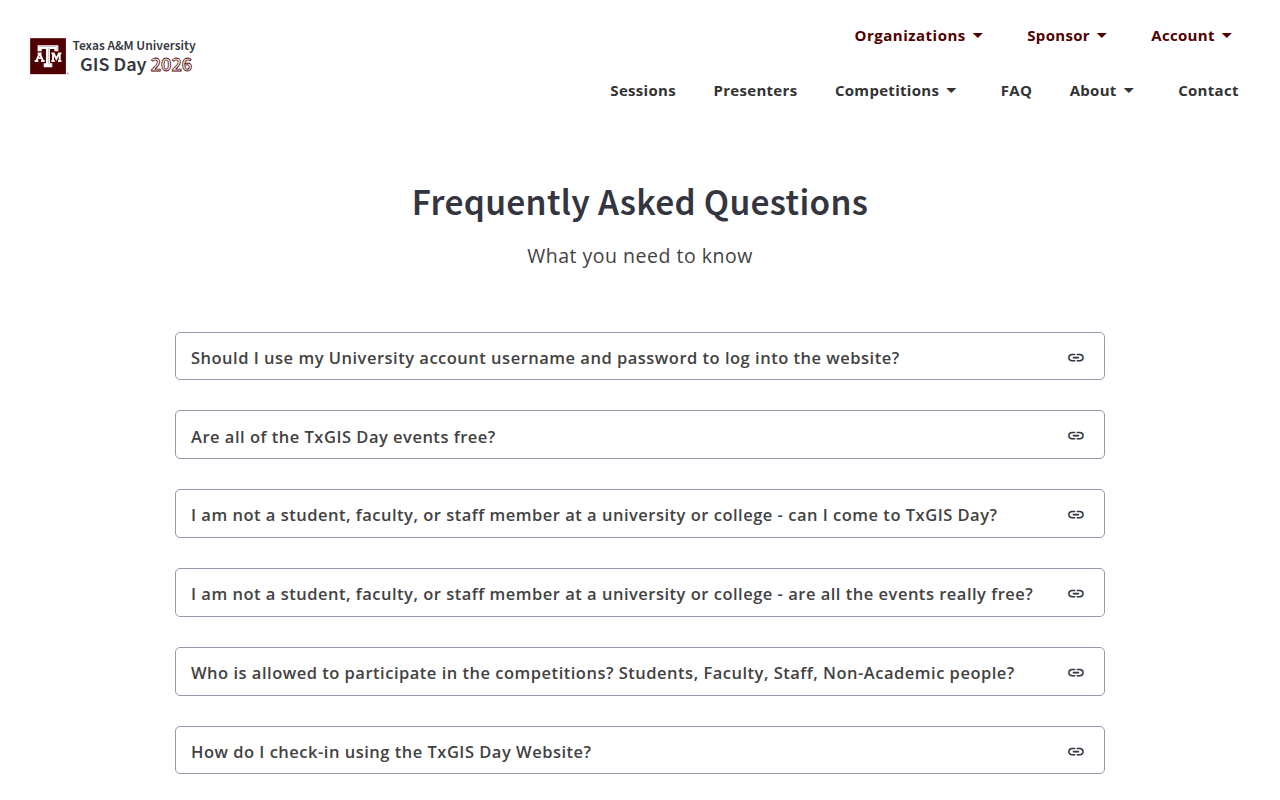 Texas A&M University
GIS Day 2026
Organizations
Sponsor
Account
Sessions
Presenters
Competitions
FAQ
About
Contact
Frequently Asked Questions
What you need to know
Should I use my University account username and password to log into the website?
Are all of the TxGIS Day events free?
I am not a student, faculty, or staff member at a university or college - can I come to TxGIS Day?
I am not a student, faculty, or staff member at a university or college - are all the events really free?
Who is allowed to participate in the competitions? Students, Faculty, Staff, Non-Academic people?
How do I check-in using the TxGIS Day Website?